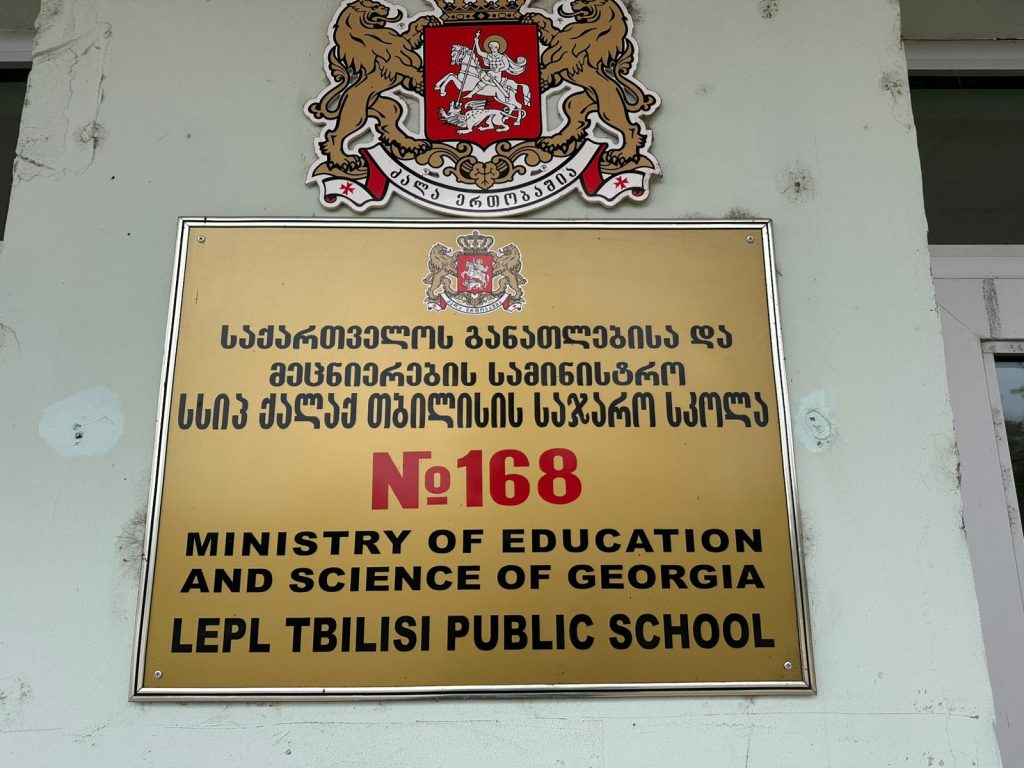 ძალა ერთობაშია
საქართველოს განათლებისა და
მეცნიერების სამინისტრო
სსიპ ქალაქ თბილისის საჯარო სკოლა
№168
MINISTRY OF EDUCATION
AND SCIENCE OF GEORGIA
LEPL TBILISI PUBLIC SCHOOL